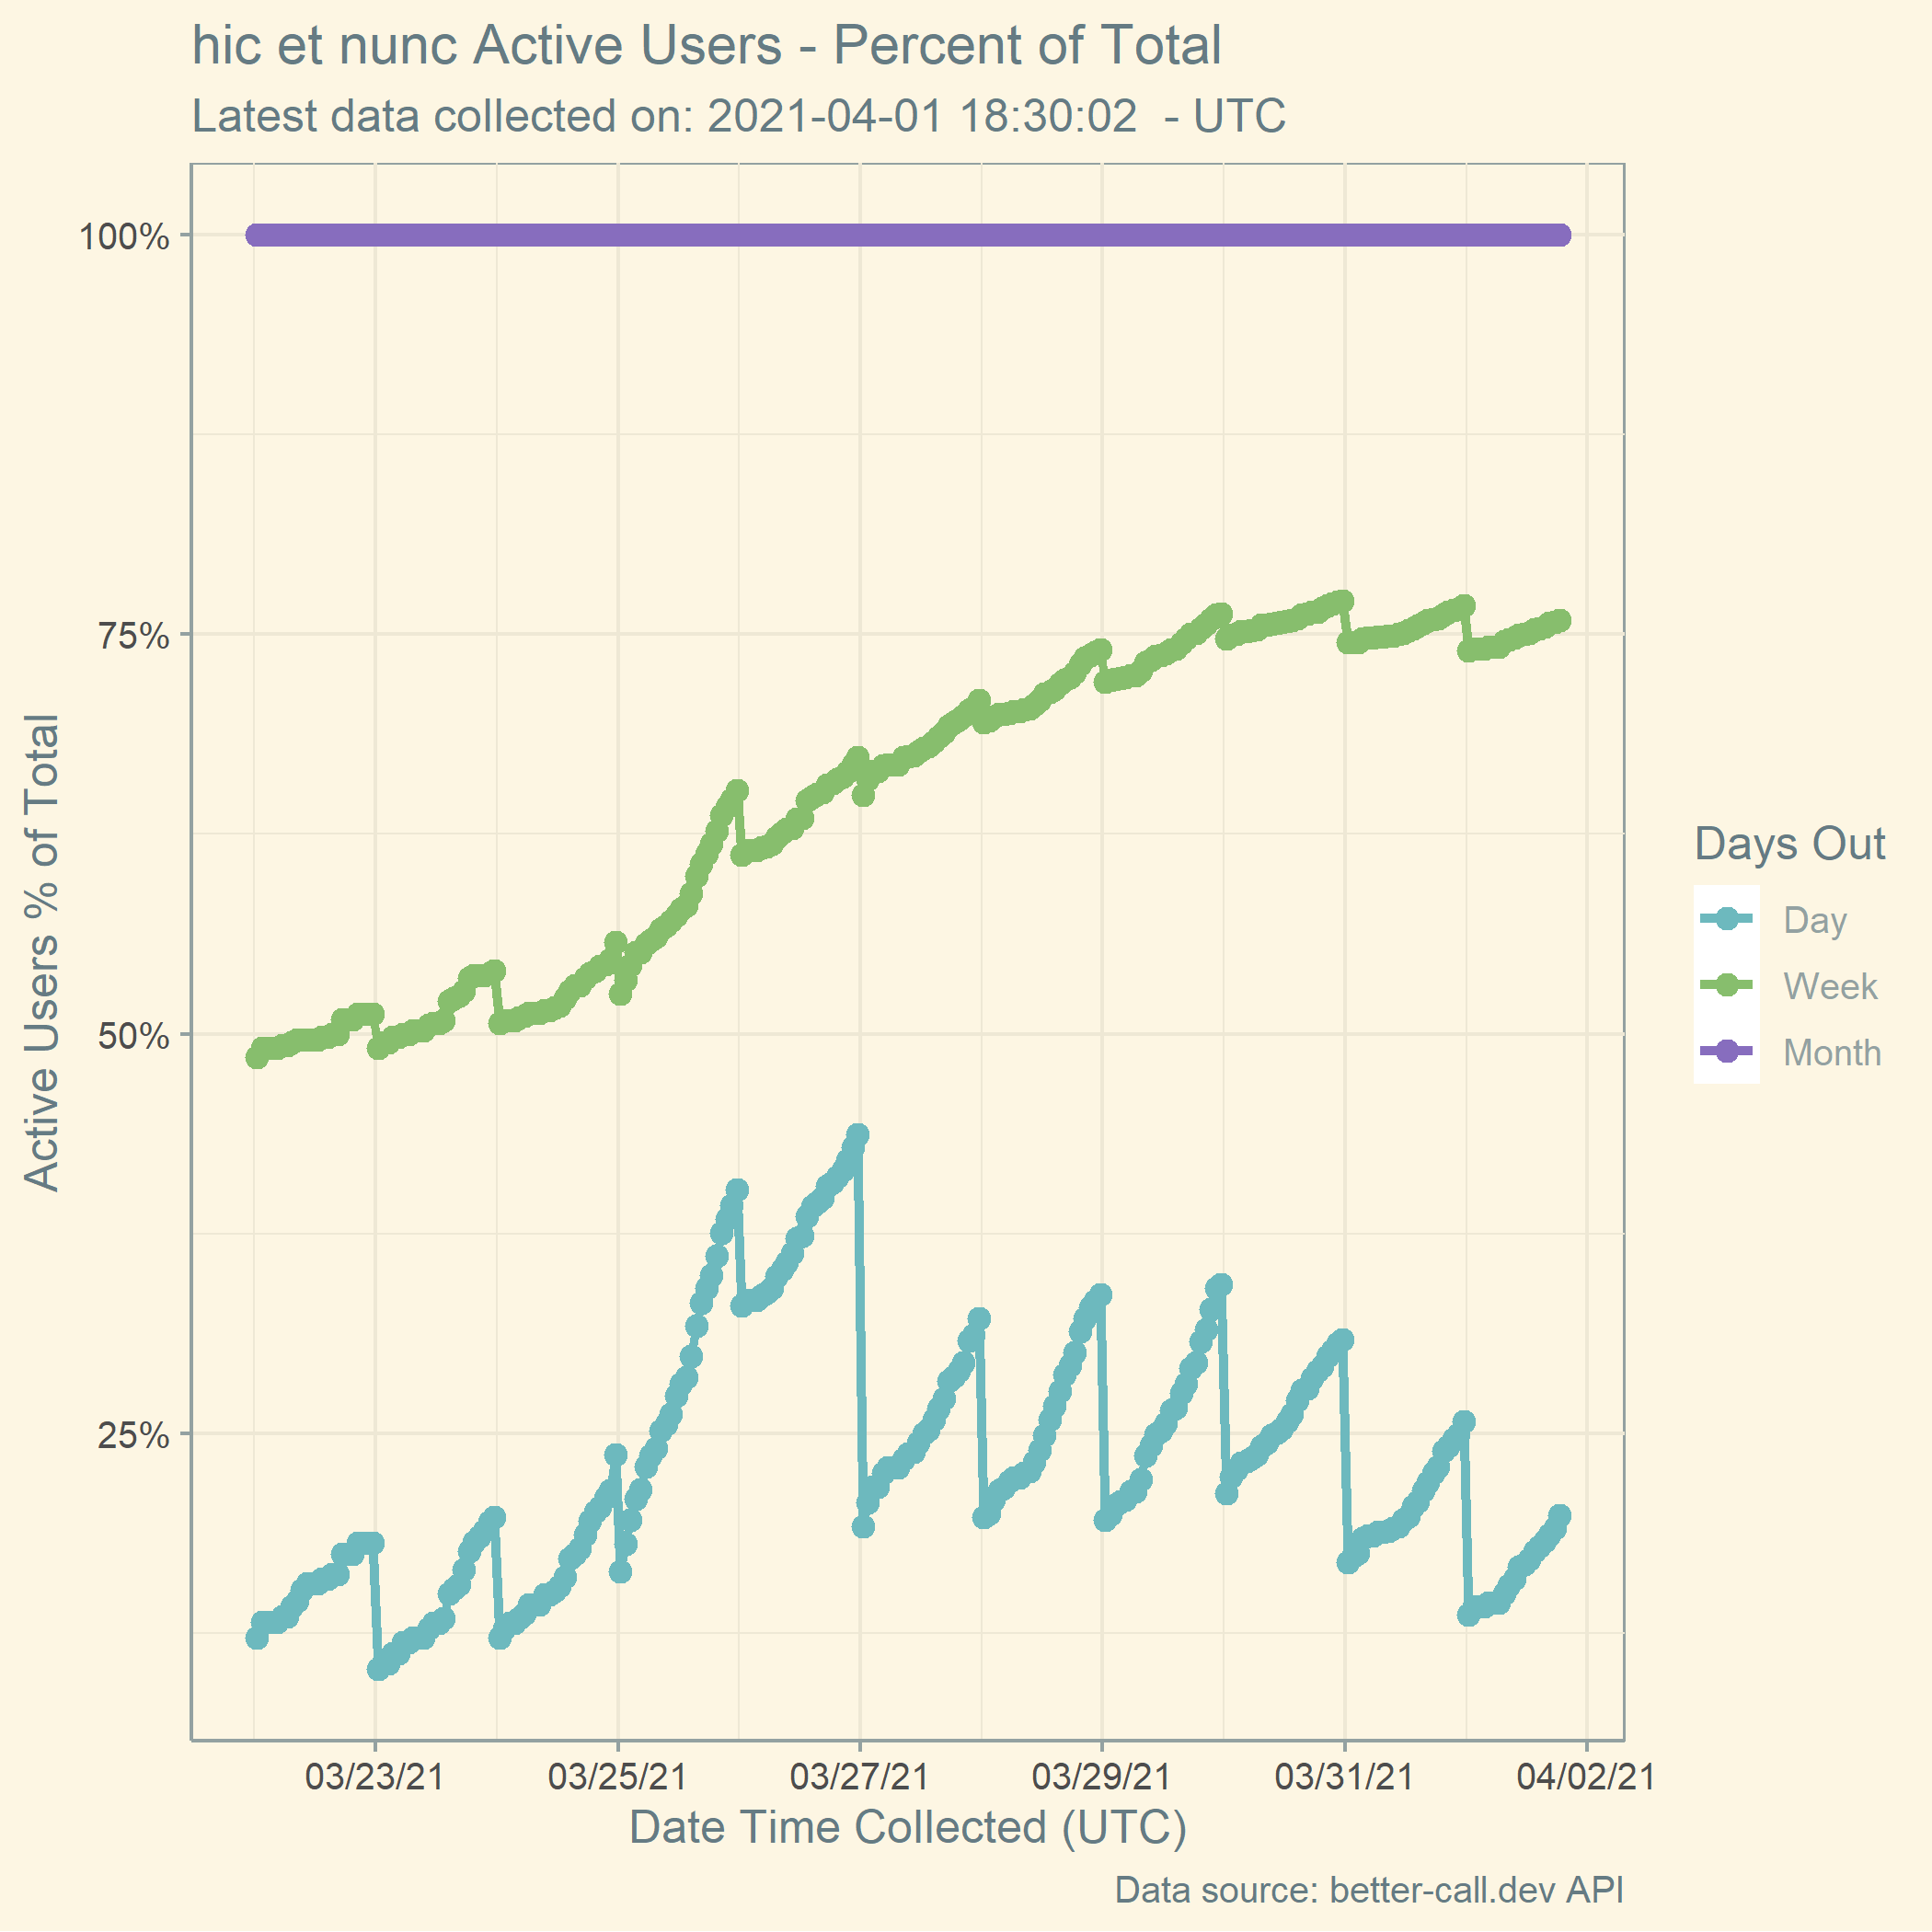 hic et nunc Active Users - Percent of Total
Latest data collected on: 2021-04-01 18:30:02  - UTC
Active Users % of Total
100%
75%
50%
25%
03/23/21
03/25/21
03/27/21
03/29/21
03/31/21
04/02/21
Date Time Collected (UTC)
Days Out
Day
Week
Month
Data source: better-call.dev API